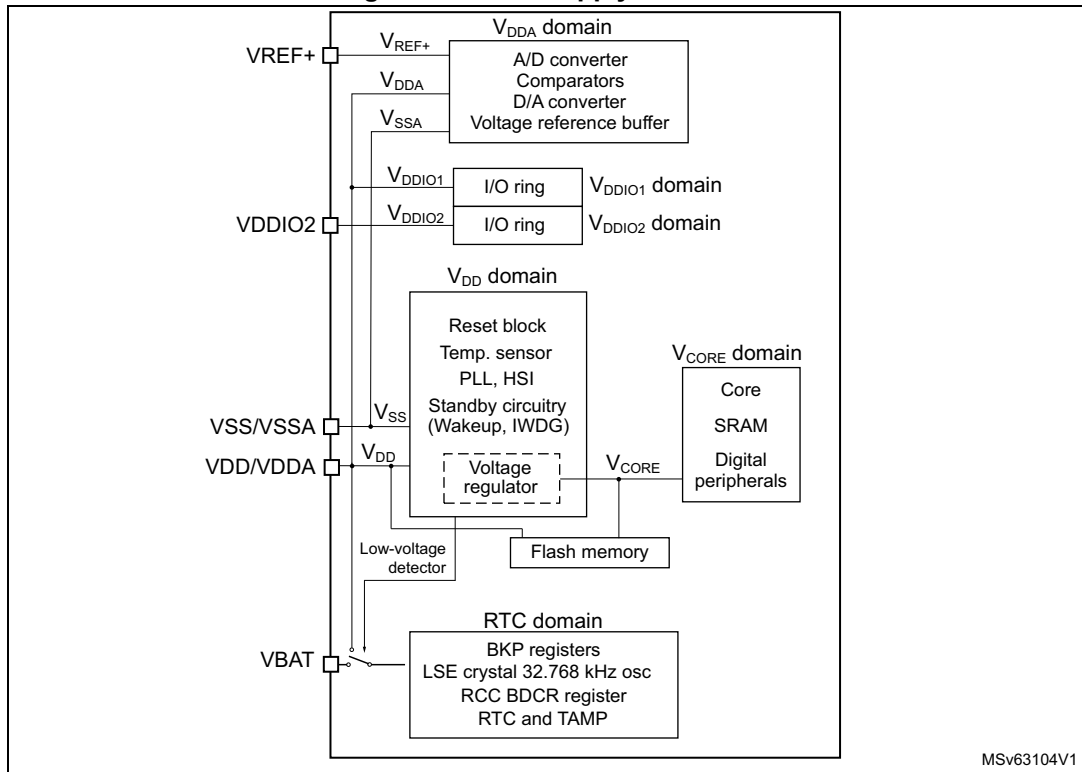 supply
VDDA domain
VREF+
VREF+
A/D converter
Comparators
D/A converter
Voltage reference buffer
VDDA
VSSA
VDDIO1
I/O ring
VDDIO1 domain
VDDIO2
VDDIO2
I/O ring
VDDIO2 domain
VDD domain
Reset block
Temp. sensor
PLL, HSI
Standby circuitry
(Wakeup, IWDG)
Voltage
regulator
VSS/VSSA
VSS
VDD/VDDA
VDD
VCORE
VCORE domain
Core
SRAM
Digital
peripherals
Flash memory
Low-voltage
detector
RTC domain
VBAT
BKP registers
LSE crystal 32.768 kHz osc
RCC BDCR register
RTC and TAMP
MSv63104V1